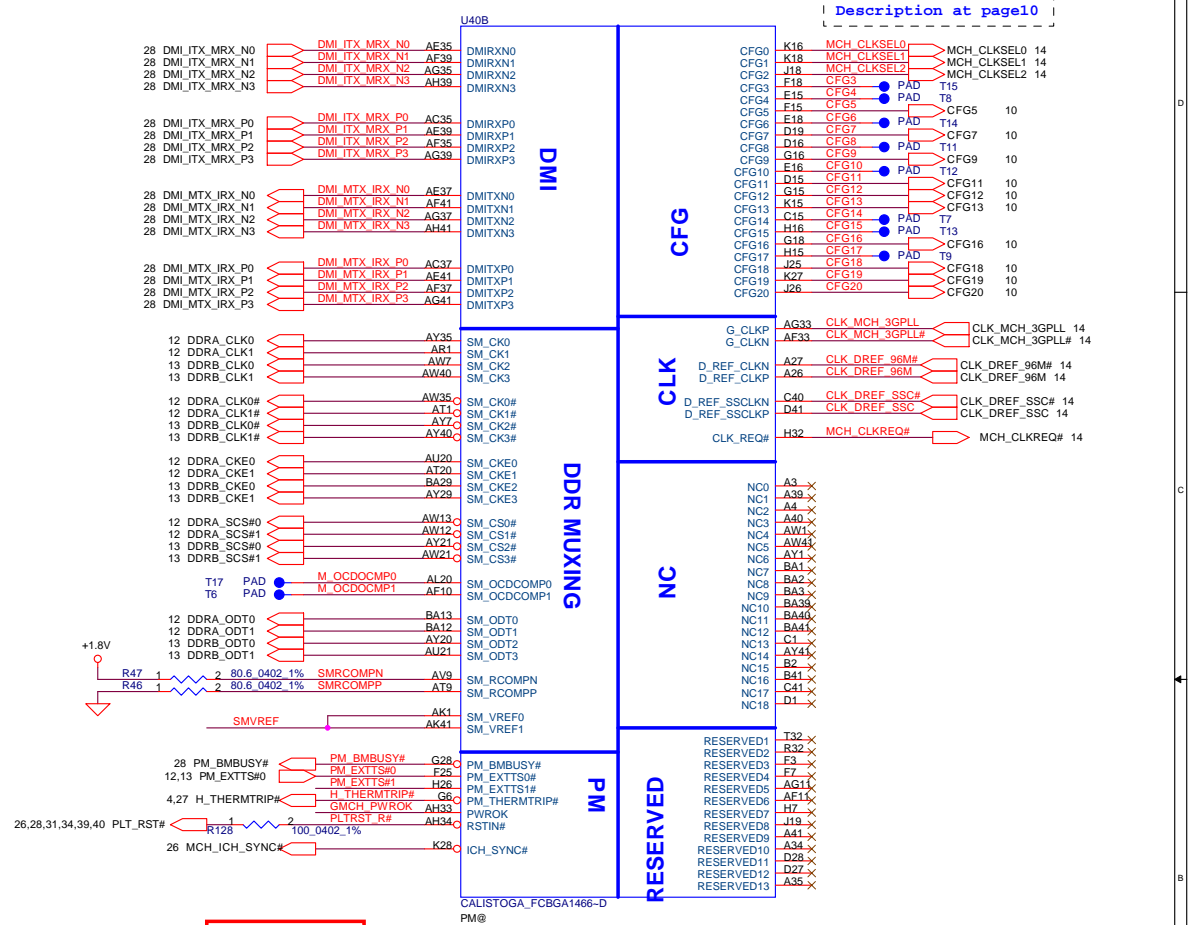 Description at page10
U40B
28 DMI_ITX_MRX_N0 DMI_ITX_MRX_N0 AE35 DMIRXN0
28 DMI_ITX_MRX_N1 DMI_ITX_MRX_N1 AF39 DMIRXN1
28 DMI_ITX_MRX_N2 DMI_ITX_MRX_N2 AG35 DMIRXN2
28 DMI_ITX_MRX_N3 DMI_ITX_MRX_N3 AH39 DMIRXN3
28 DMI_ITX_MRX_P0 DMI_ITX_MRX_P0 AC35 DMIRXP0
28 DMI_ITX_MRX_P1 DMI_ITX_MRX_P1 AE39 DMIRXP1
28 DMI_ITX_MRX_P2 DMI_ITX_MRX_P2 AF35 DMIRXP2
28 DMI_ITX_MRX_P3 DMI_ITX_MRX_P3 AG39 DMIRXP3
28 DMI_MTX_IRX_N0 DMI_MTX_IRX_N0 AE37 DMITXN0
28 DMI_MTX_IRX_N1 DMI_MTX_IRX_N1 AF41 DMITXN1
28 DMI_MTX_IRX_N2 DMI_MTX_IRX_N2 AG37 DMITXN2
28 DMI_MTX_IRX_N3 DMI_MTX_IRX_N3 AH41 DMITXN3
28 DMI_MTX_IRX_P0 DMI_MTX_IRX_P0 AC37 DMITXP0
28 DMI_MTX_IRX_P1 DMI_MTX_IRX_P1 AE41 DMITXP1
28 DMI_MTX_IRX_P2 DMI_MTX_IRX_P2 AF37 DMITXP2
28 DMI_MTX_IRX_P3 DMI_MTX_IRX_P3 AG41 DMITXP3
DMI
12 DDRA_CLK0 AY35 SM_CK0
12 DDRA_CLK1 AR1 SM_CK1
13 DDRB_CLK0 AW7 SM_CK2
13 DDRB_CLK1 AW40 SM_CK3
12 DDRA_CLK0# AW35 SM_CK0#
12 DDRA_CLK1# AT1 SM_CK1#
13 DDRB_CLK0# AY7 SM_CK2#
13 DDRB_CLK1# AY40 SM_CK3#
12 DDRA_CKE0 AU20 SM_CKE0
12 DDRA_CKE1 AT20 SM_CKE1
13 DDRB_CKE0 BA29 SM_CKE2
13 DDRB_CKE1 AY29 SM_CKE3
12 DDRA_SCS#0 AW13 SM_CS0#
12 DDRA_SCS#1 AW12 SM_CS1#
13 DDRB_SCS#0 AY21 SM_CS2#
13 DDRB_SCS#1 AW21 SM_CS3#
T17 PAD M_OCDOCMP0 AL20 SM_OCDCOMP0
T6 PAD M_OCDOCMP1 AF10 SM_OCDCOMP1
12 DDRA_ODT0 BA13 SM_ODT0
12 DDRA_ODT1 BA12 SM_ODT1
13 DDRB_ODT0 AY20 SM_ODT2
13 DDRB_ODT1 AU21 SM_ODT3
+1.8V
R47 1 2 80.6_0402_1% SMRCOMPN AV9 SM_RCOMPN
R46 1 2 80.6_0402_1% SMRCOMPP AT9 SM_RCOMPP
AK1 SM_VREF0
SMVREF AK41 SM_VREF1
DDR MUXING
28 PM_BMBUSY# PM_BMBUSY# G28 PM_BMBUSY#
12,13 PM_EXTTS#0 PM_EXTTS#0 F25 PM_EXTTS0#
PM_EXTTS#1 H26 PM_EXTTS1#
4,27 H_THERMTRIP# H_THERMTRIP# G6 PM_THERMTRIP#
GMCH_PWROK AH33 PWROK
26,28,31,34,39,40 PLT_RST# 1 2 PLTRST_R# AH34 RSTIN#
R128 100_0402_1%
26 MCH_ICH_SYNC# K28 ICH_SYNC#
PM
CALISTOGA_FCBGA1466~D
PM@
CFG0 K16 MCH_CLKSEL0 MCH_CLKSEL0 14
CFG1 K18 MCH_CLKSEL1 MCH_CLKSEL1 14
CFG2 J18 MCH_CLKSEL2 MCH_CLKSEL2 14
CFG3 F18 CFG3 PAD T15
CFG4 E15 CFG4 PAD T8
CFG5 F15 CFG5 CFG5 10
CFG6 E18 CFG6 PAD T14
CFG7 D19 CFG7 CFG7 10
CFG8 D16 CFG8 PAD T11
CFG9 G16 CFG9 CFG9 10
CFG10 E16 CFG10 PAD T12
CFG11 D15 CFG11 CFG11 10
CFG12 G15 CFG12 CFG12 10
CFG13 K15 CFG13 CFG13 10
CFG14 C15 CFG14 PAD T7
CFG15 H16 CFG15 PAD T13
CFG16 G18 CFG16 CFG16 10
CFG17 H15 CFG17 PAD T9
CFG18 J25 CFG18 CFG18 10
CFG19 K27 CFG19 CFG19 10
CFG20 J26 CFG20 CFG20 10
CFG
G_CLKP AG33 CLK_MCH_3GPLL CLK_MCH_3GPLL 14
G_CLKN AF33 CLK_MCH_3GPLL# CLK_MCH_3GPLL# 14
D_REF_CLKN A27 CLK_DREF_96M# CLK_DREF_96M# 14
D_REF_CLKP A26 CLK_DREF_96M CLK_DREF_96M 14
D_REF_SSCLKN C40 CLK_DREF_SSC# CLK_DREF_SSC# 14
D_REF_SSCLKP D41 CLK_DREF_SSC CLK_DREF_SSC 14
CLK_REQ# H32 MCH_CLKREQ# MCH_CLKREQ# 14
CLK
NC0 A3
NC1 A39
NC2 A4
NC3 A40
NC4 AW1
NC5 AW41
NC6 AY1
NC7 BA1
NC8 BA2
NC9 BA3
NC10 BA39
NC11 BA40
NC12 BA41
NC13 C1
NC14 AY41
NC15 B2
NC16 B41
NC17 C41
NC18 D1
NC
RESERVED1 T32
RESERVED2 R32
RESERVED3 F3
RESERVED4 F7
RESERVED5 AG11
RESERVED6 AF11
RESERVED7 H7
RESERVED8 J19
RESERVED9 A41
RESERVED10 A34
RESERVED11 D28
RESERVED12 D27
RESERVED13 A35
RESERVED
D
C
B